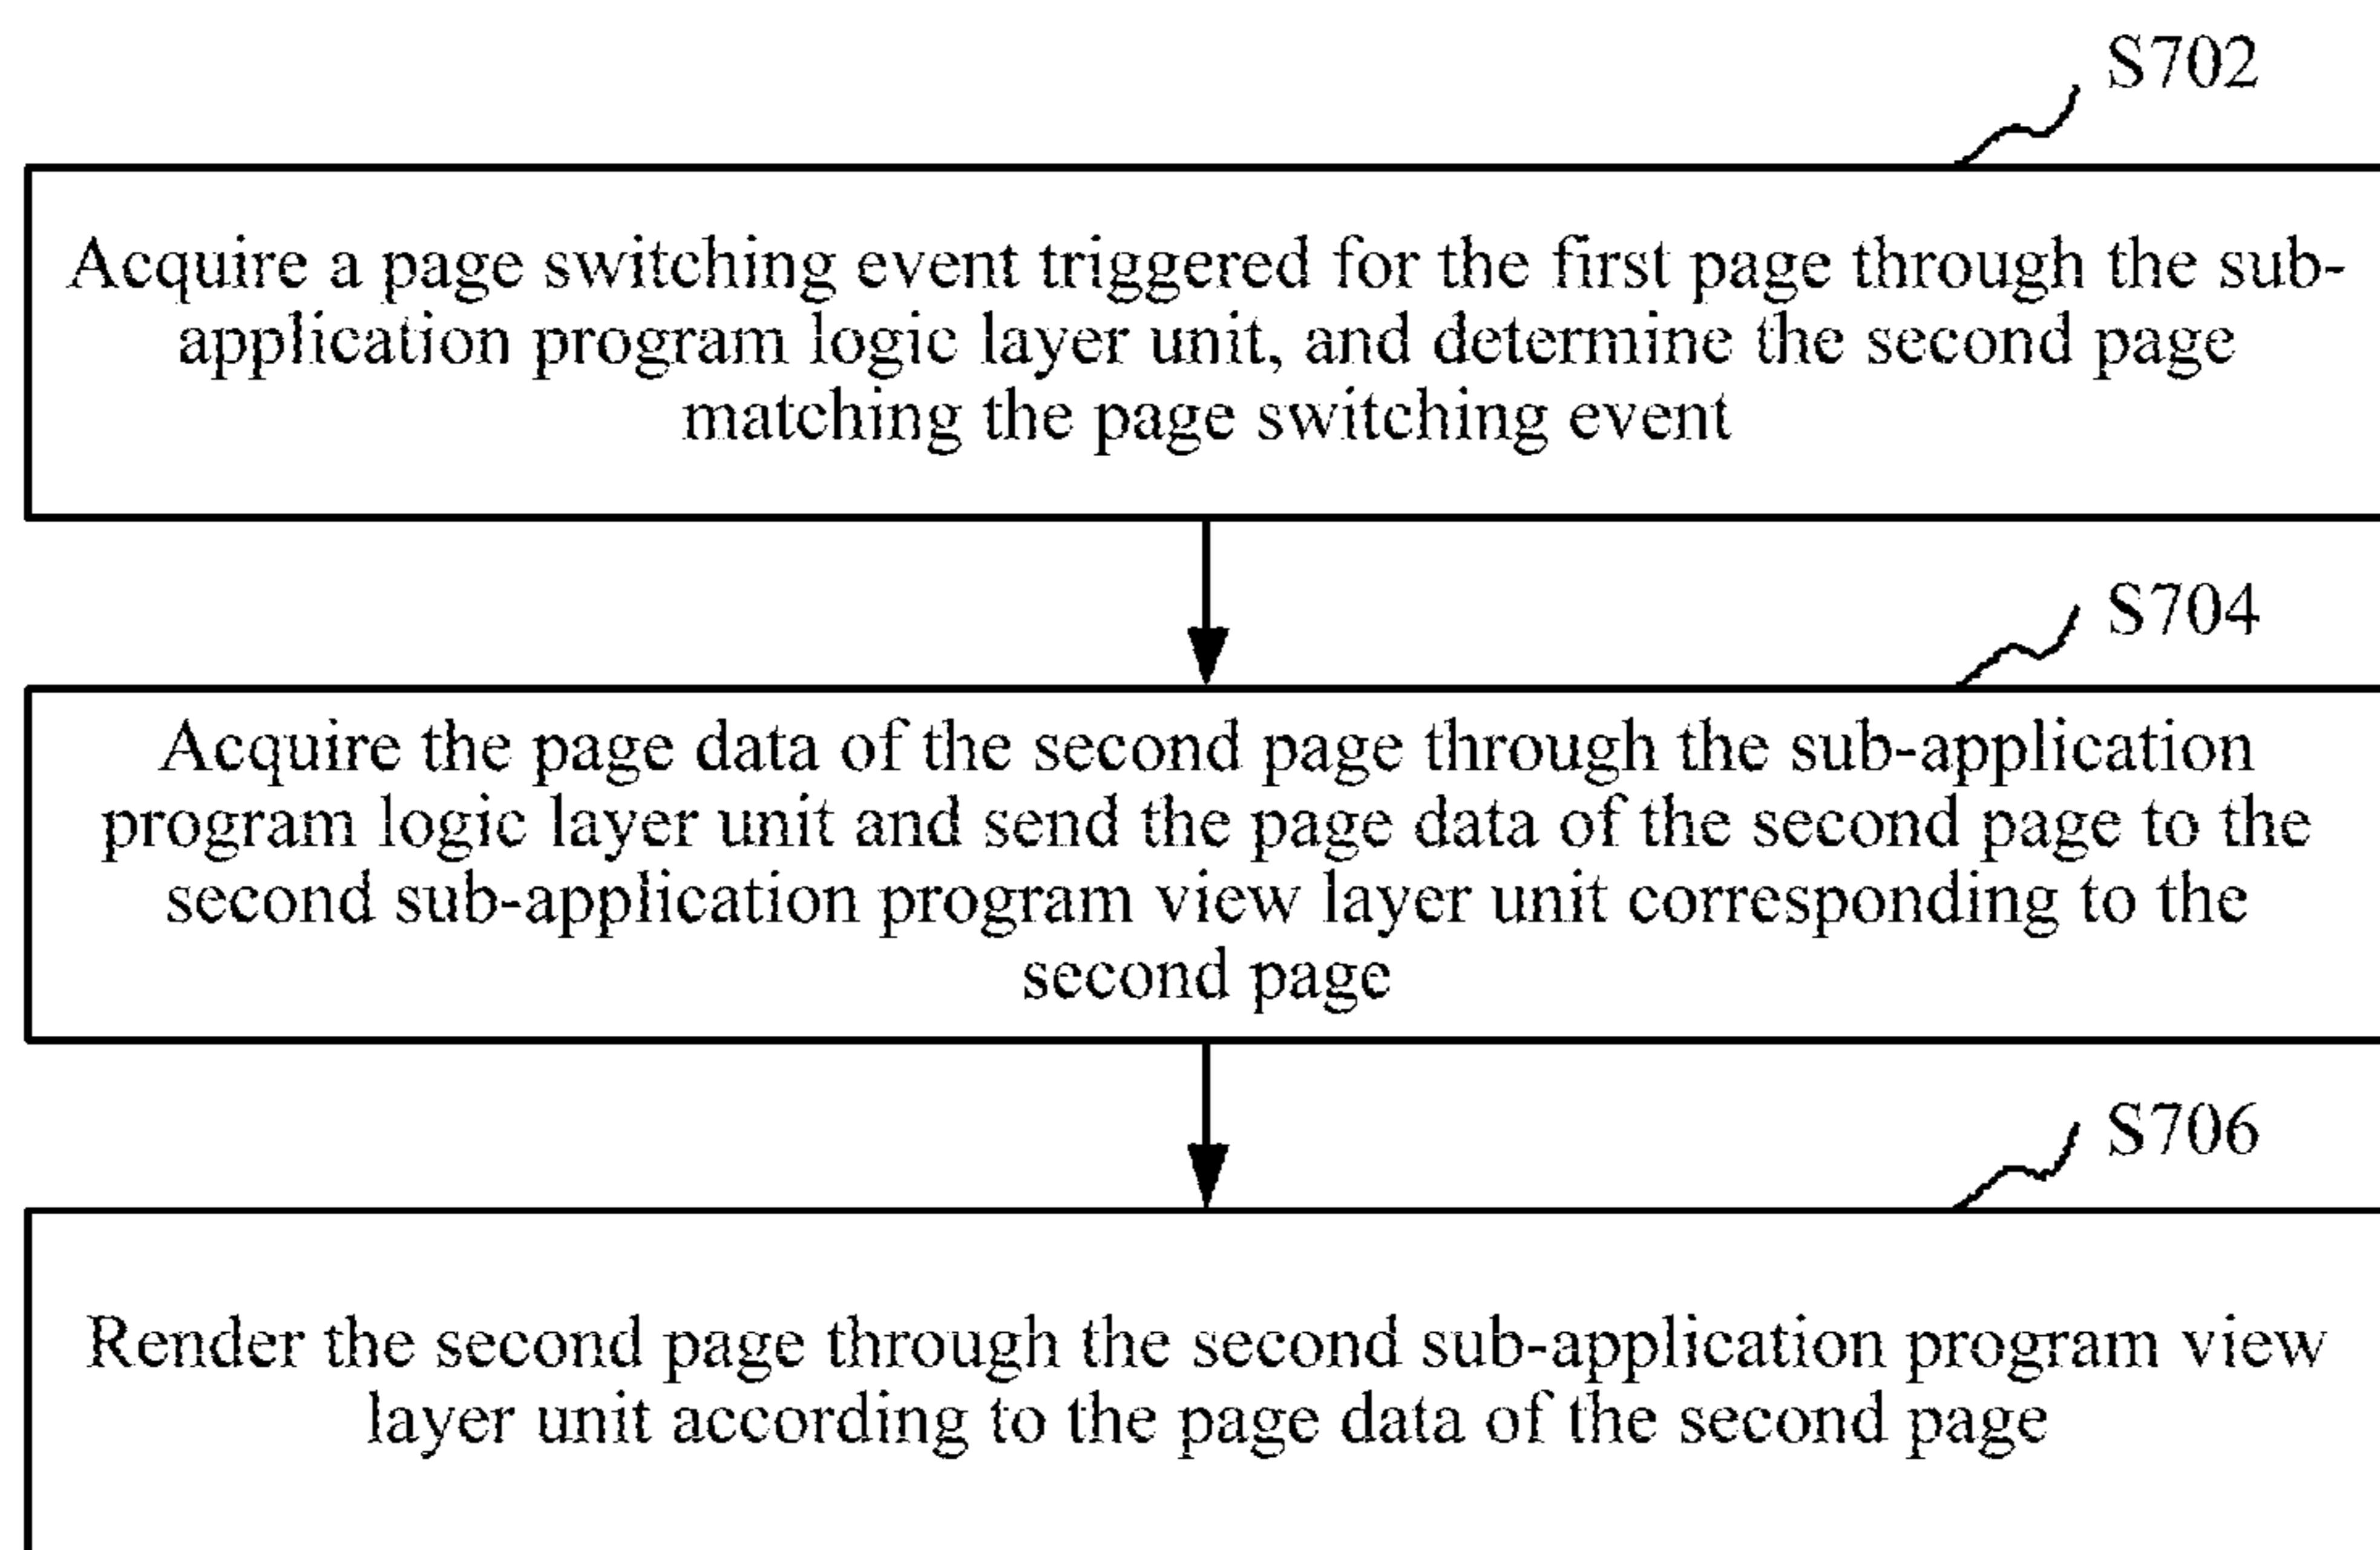 S702
Acquire a page switching event triggered for the first page through the sub-
application program logic layer unit, and determine the second page
matching the page switching event
S704
Acquire the page data of the second page through the sub-application
program logic layer unit and send the page data of the second page to the
second sub-application program view layer unit corresponding to the
second page
S706
Render the second page through the second sub-application program view
layer unit according to the page data of the second page